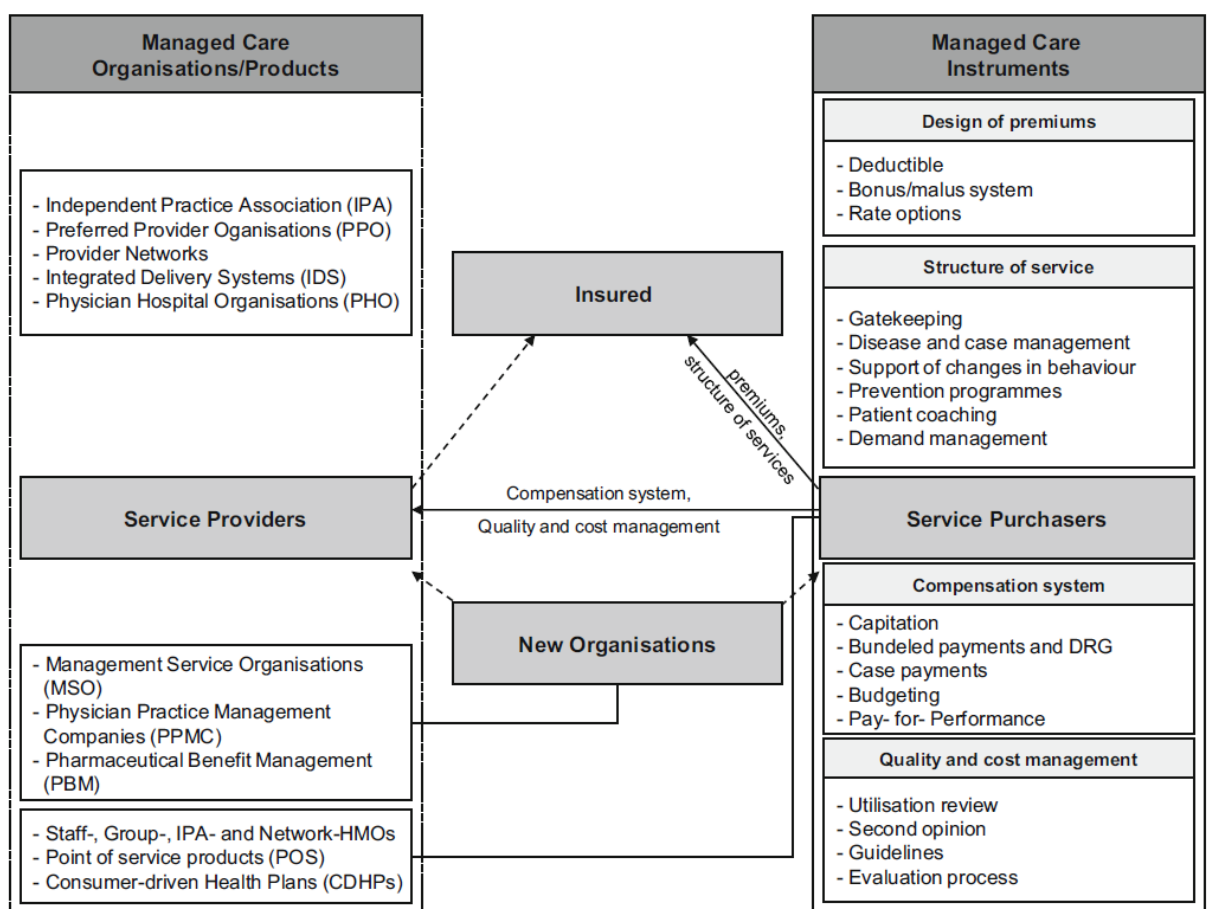 Managed Care
Organisations/Products
- Independent Practice Association (IPA)
- Preferred Provider Oganisations (PPO)
- Provider Networks
- Integrated Delivery Systems (IDS)
- Physician Hospital Organisations (PHO)
Service Providers
- Management Service Organisations
(MSO)
- Physician Practice Management
Companies (PPMC)
- Pharmaceutical Benefit Management
(PBM)
- Staff-, Group-, IPA- and Network-HMOs
- Point of service products (POS)
- Consumer-driven Health Plans (CDHPs)
Insured
premiums,
structure of services
Compensation system,
Quality and cost management
New Organisations
Managed Care
Instruments
Design of premiums
- Deductible
- Bonus/malus system
- Rate options
Structure of service
- Gatekeeping
- Disease and case management
- Support of changes in behaviour
- Prevention programmes
- Patient coaching
- Demand management
Service Purchasers
Compensation system
- Capitation
- Bundeled payments and DRG
- Case payments
- Budgeting
- Pay- for- Performance
Quality and cost management
- Utilisation review
- Second opinion
- Guidelines
- Evaluation process